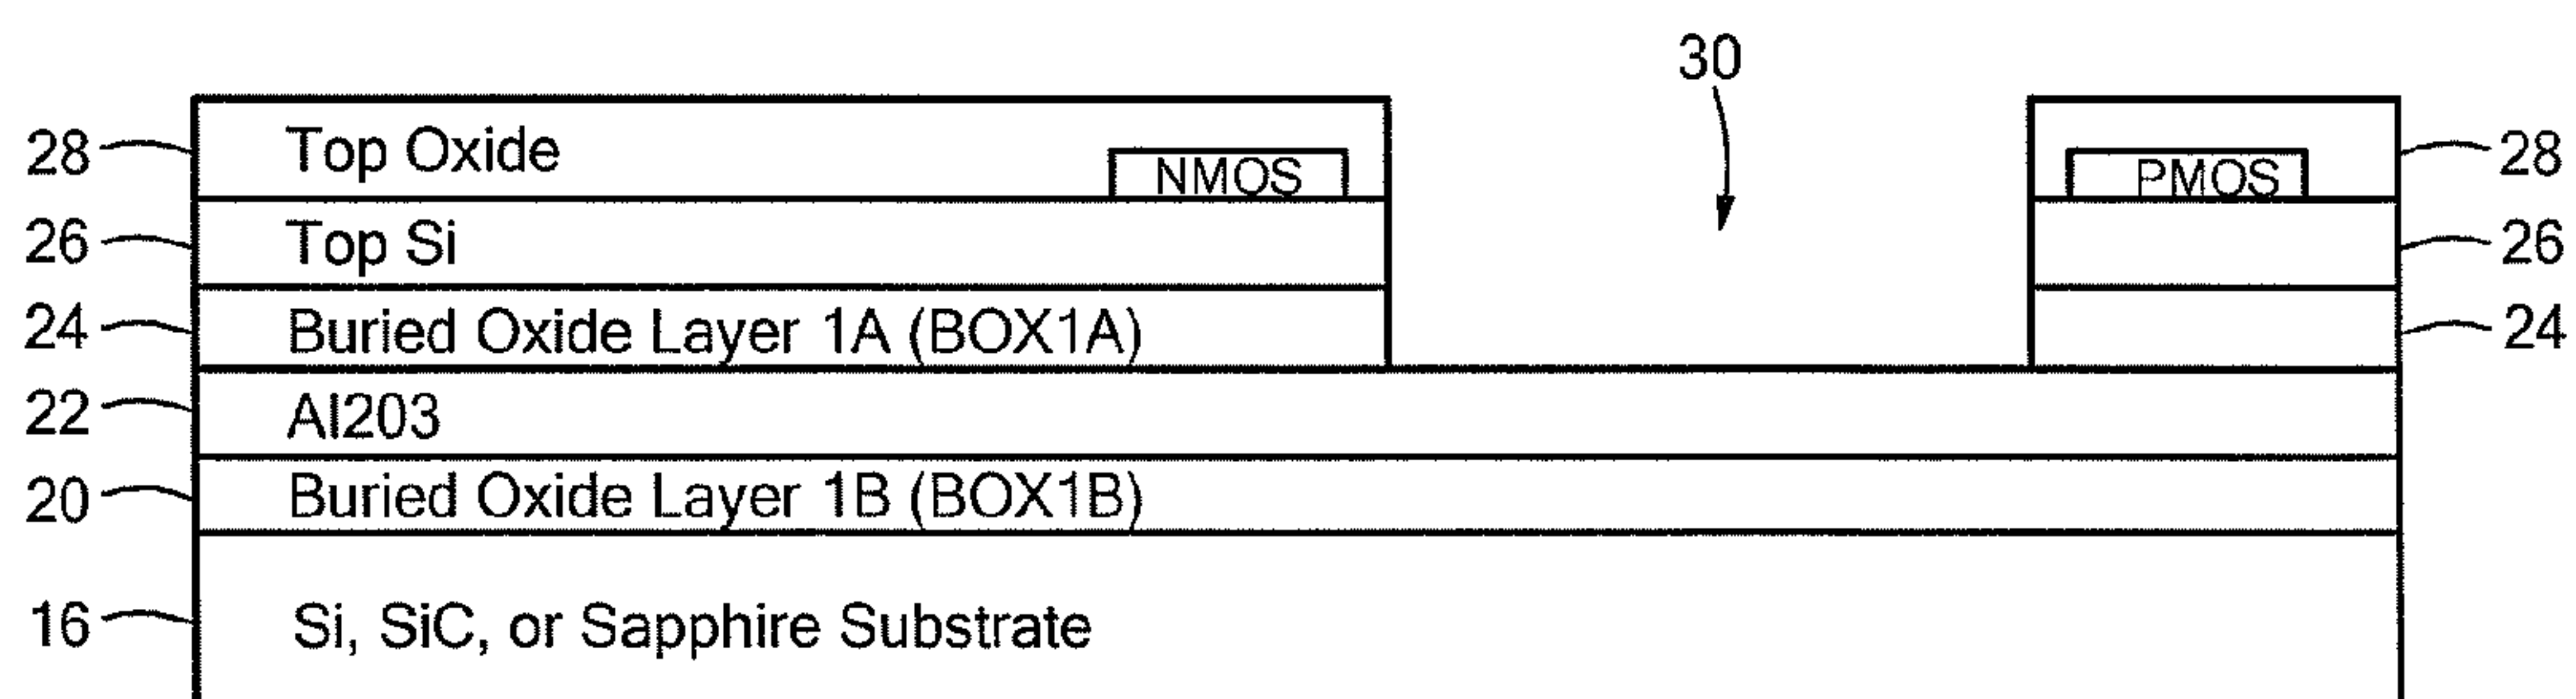 30
28 Top Oxide NMOS PMOS 28
26 Top Si 26
24 Buried Oxide Layer 1A (BOX1A) 24
22 Al203
20 Buried Oxide Layer 1B (BOX1B)
16 Si, SiC, or Sapphire Substrate